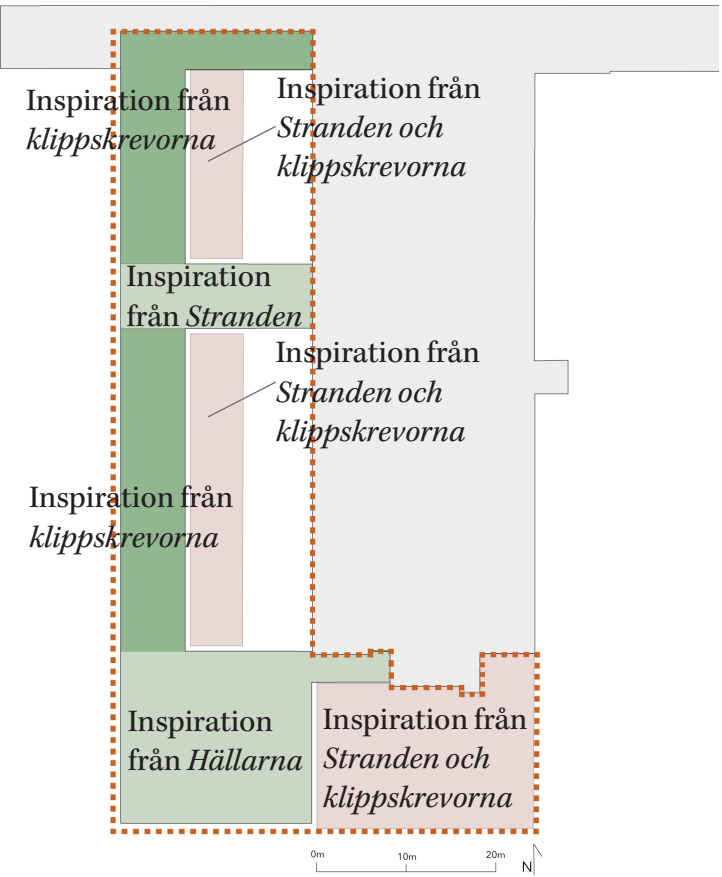 Inspiration från
klippskrevorna
Inspiration från
Stranden och
klippskrevorna
Inspiration
från Stranden
Inspiration från
Stranden och
klippskrevorna
Inspiration från
klippskrevorna
Inspiration
från Hällarna
Inspiration från
Stranden och
klippskrevorna
0m 10m 20m
N